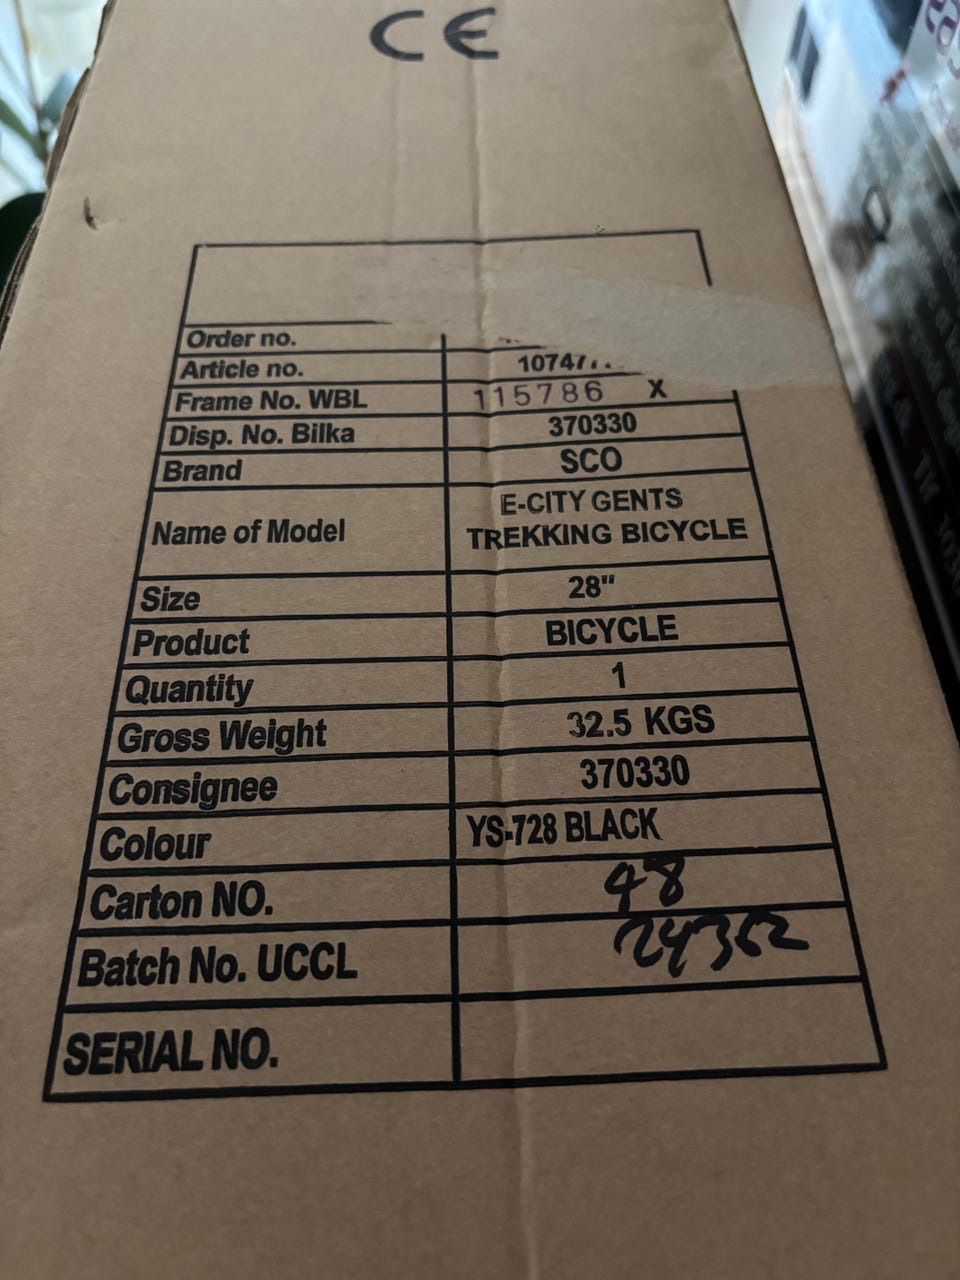 CE
Order no.
Article no. 10747
Frame No. WBL 115786 X
Disp. No. Bilka 370330
Brand SCO
Name of Model E-CITY GENTS
TREKKING BICYCLE
Size 28"
Product BICYCLE
Quantity 1
Gross Weight 32.5 KGS
Consignee 370330
Colour YS-728 BLACK
Carton NO. 48
Batch No. UCCL
SERIAL NO.